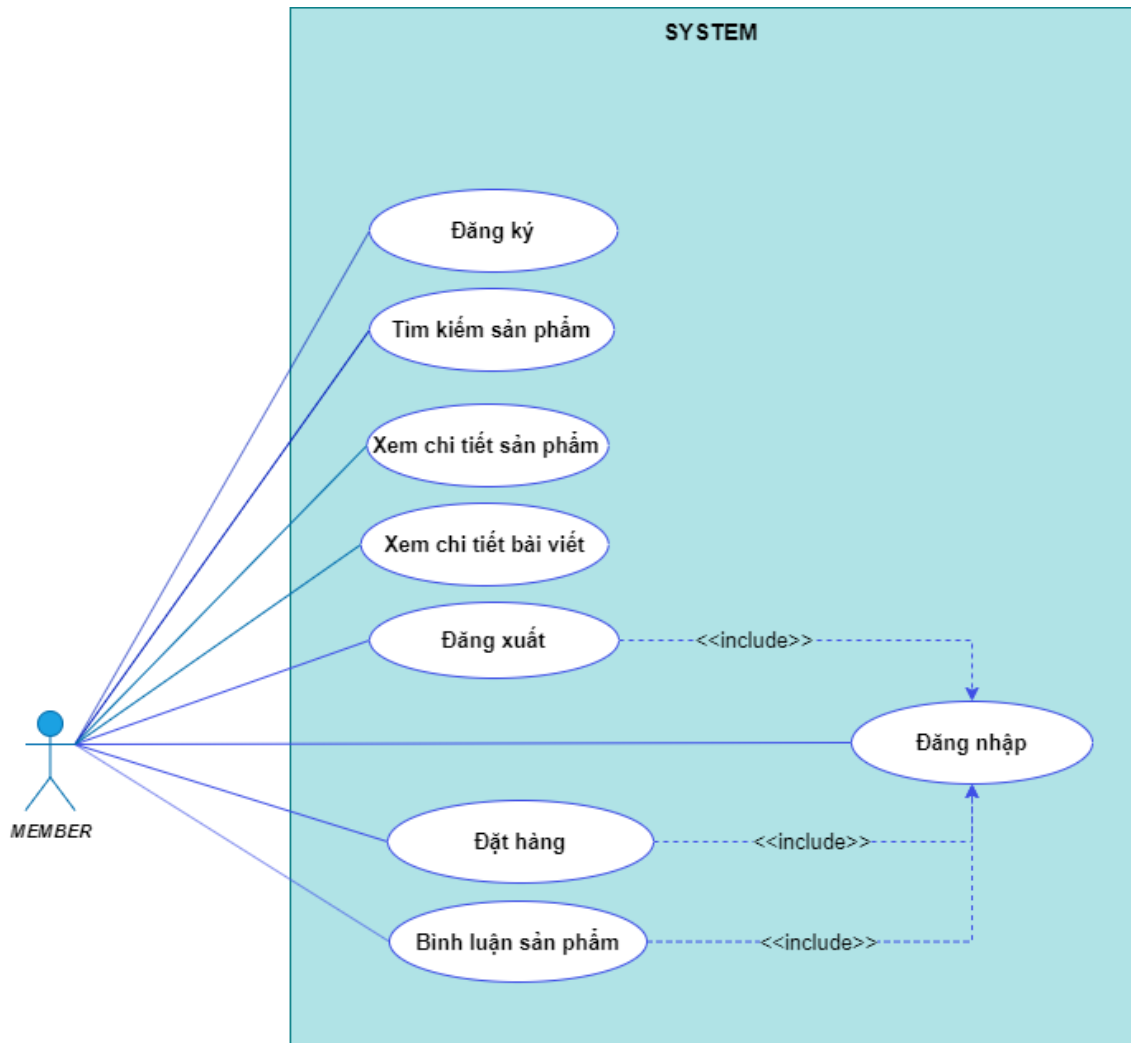 SYSTEM
Đăng ký
Tìm kiếm sản phẩm
Xem chi tiết sản phẩm
Xem chi tiết bài viết
Đăng xuất
<<include>>
Đăng nhập
MEMBER
Đặt hàng
<<include>>
Bình luận sản phẩm
<<include>>